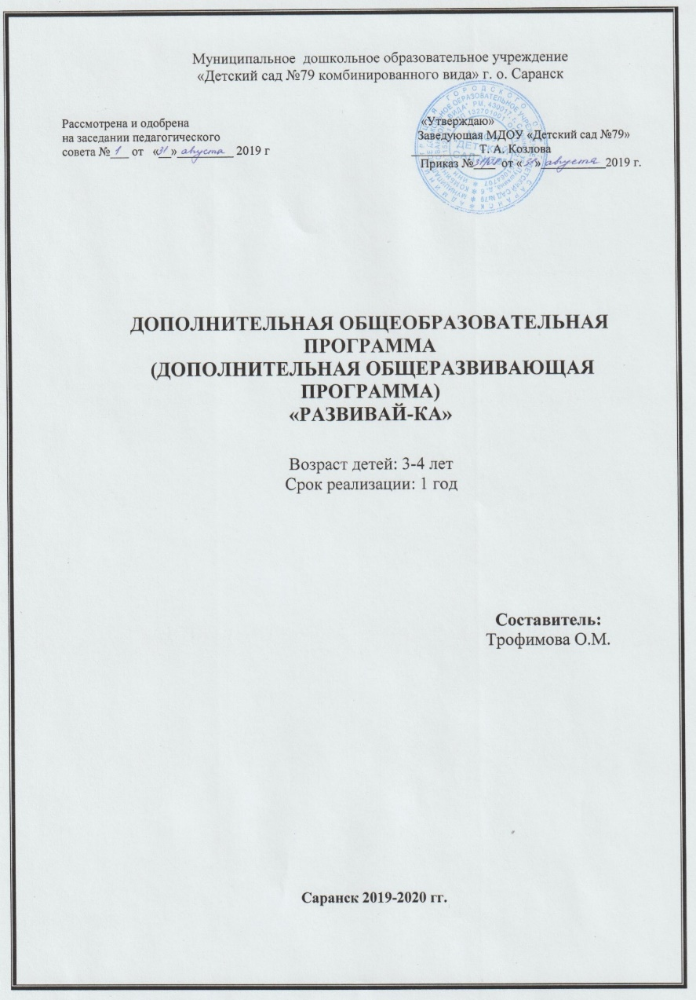 Муниципальное дошкольное образовательное учреждение
«Детский сад №79 комбинированного вида» г. о. Саранск
Рассмотрена и одобрена
на заседании педагогического
совета № 1 от «31» августа 2019 г
«Утверждаю»
Заведующая МДОУ «Детский сад №79»
Т. А. Козлова
Приказ № от « » августа 2019 г.
ДОПОЛНИТЕЛЬНАЯ ОБЩЕОБРАЗОВАТЕЛЬНАЯ
ПРОГРАММА
(ДОПОЛНИТЕЛЬНАЯ ОБЩЕРАЗВИВАЮЩАЯ
ПРОГРАММА)
«РАЗВИВАЙ-КА»
Возраст детей: 3-4 лет
Срок реализации: 1 год
Составитель:
Трофимова О.М.
Саранск 2019-2020 гг.